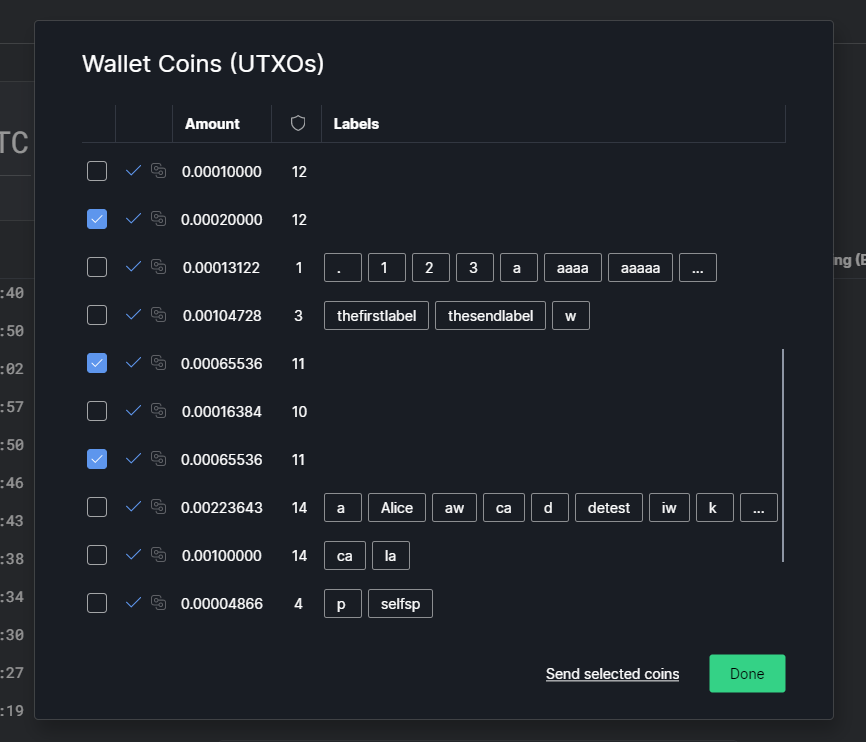 Wallet Coins (UTXOs)
Amount Labels
TC
0.00010000 12
0.00020000 12
0.00013122 1 . 1 2 3 a aaaa aaaaa ...
ng (
:40
0.00104728 3 thefirstlabel thesendlabel w
:50
0.00065536 11
:02
0.00016384 10
:57
:50
0.00065536 11
:46
0.00223643 14 a Alice aw ca d detest iw k ...
:43
0.00100000 14 ca la
:38
0.00004866 4 p selfsp
:34
:30
Send selected coins Done
:27
:19